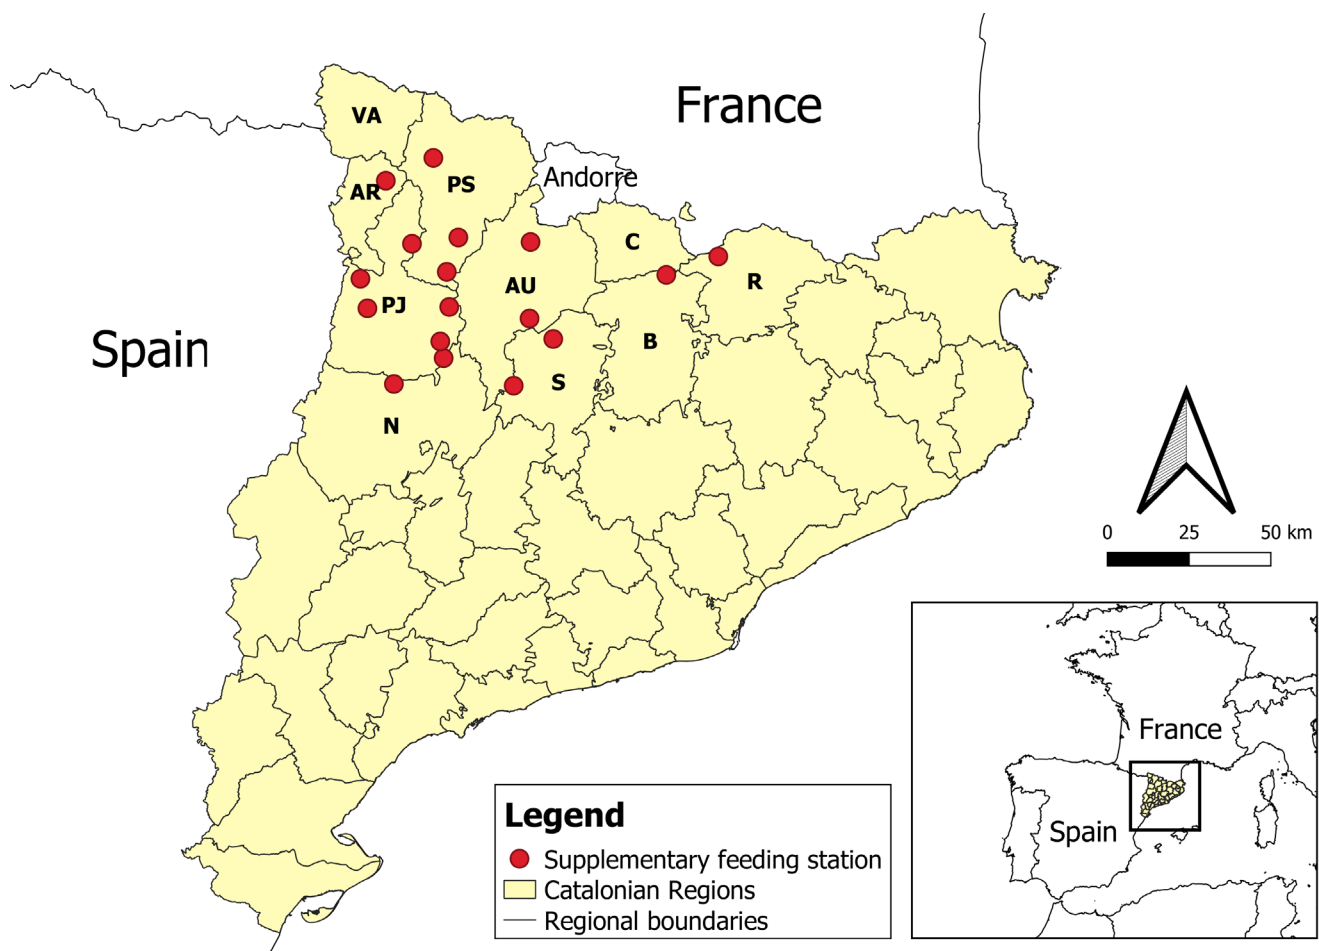 France
VA
Andorre
AR
PS
C
R
AU
PJ
B
Spain
S
N
0 25 50 km
France
Spain
Legend
Supplementary feeding station
Catalonian Regions
Regional boundaries